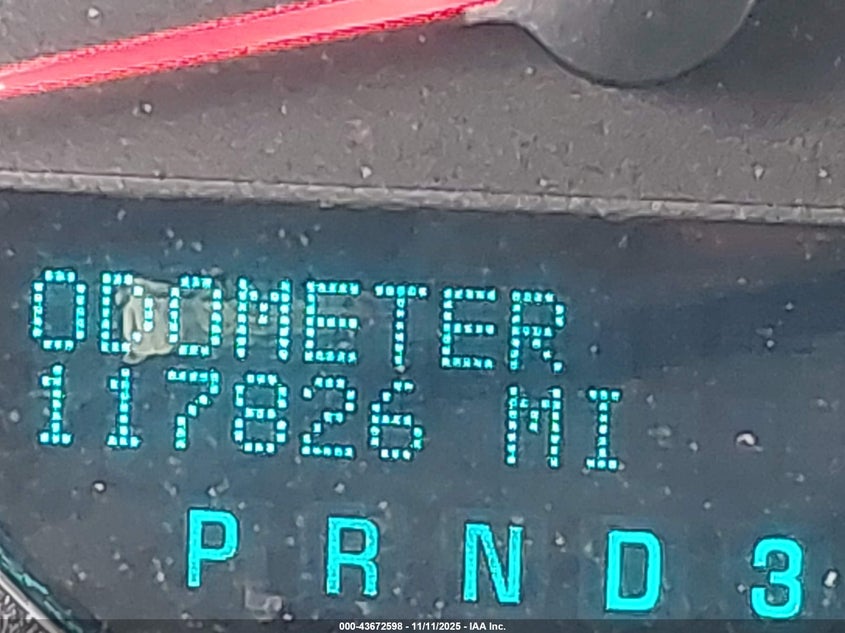 ODOMETER
117826 MI
P R N D 3
000-43672598 - 11/11/2025 - IAA Inc.